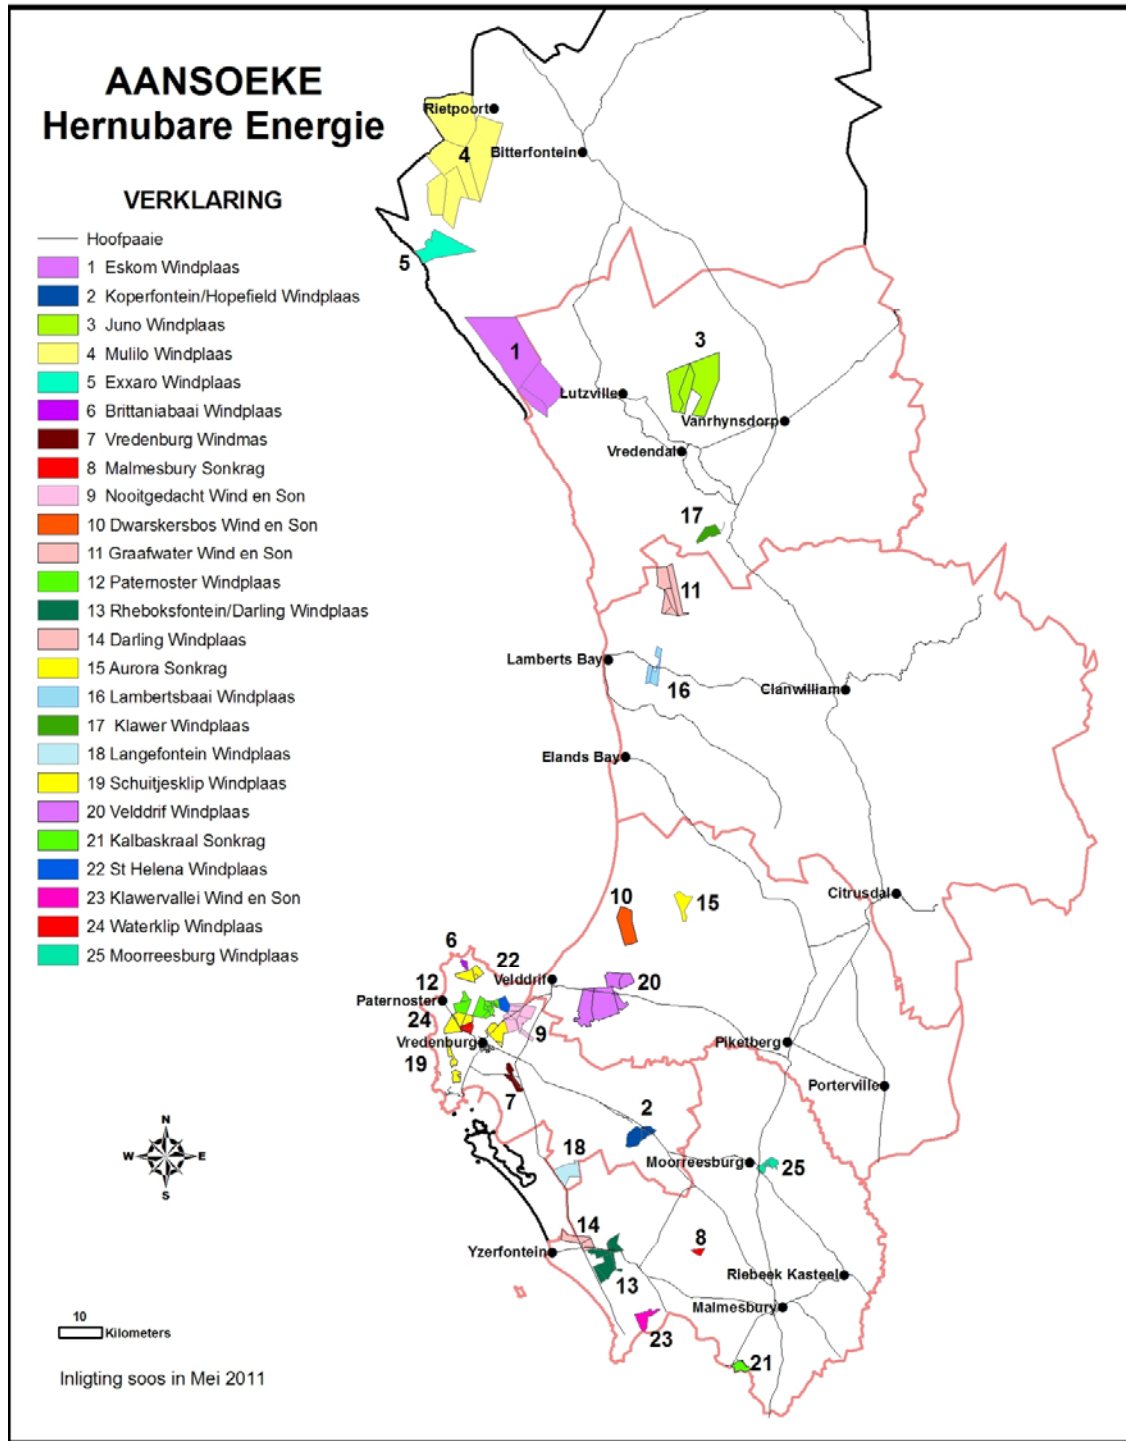 AANSOEKE
Hernubare Energie
VERKLARING
Hoofpaaie
1 Eskom Windplaas
2 Koperfontein/Hopefield Windplaas
3 Juno Windplaas
4 Mulilo Windplaas
5 Exxaro Windplaas
6 Brittaniabaai Windplaas
7 Vredenburg Windmas
8 Malmesbury Sonkrag
9 Nooitgedacht Wind en Son
10 Dwarskersbos Wind en Son
11 Graafwater Wind en Son
12 Paternoster Windplaas
13 Rheboksfontein/Darling Windplaas
14 Darling Windplaas
15 Aurora Sonkrag
16 Lambertsbaai Windplaas
17 Klawer Windplaas
18 Langefontein Windplaas
19 Schuitjesklip Windplaas
20 Velddrif Windplaas
21 Kalbaskraal Sonkrag
22 St Helena Windplaas
23 Klawervallei Wind en Son
24 Waterklip Windplaas
25 Moorreesburg Windplaas
N
W E
S
10
Kilometers
Inligting soos in Mei 2011
Rietpoort
4
Bitterfontein
5
1
3
Lutzville
Vanrhynsdorp
Vredendal
17
11
Lamberts Bay
16
Clanwilliam
Elands Bay
Citrusdal
10
15
6
22
Velddrif
20
12
Paternoster
24
9
Vredenburg
Piketberg
19
Porterville
7
2
18
Moorreesburg
25
14
8
Yzerfontein
13
Riebeek Kasteel
Malmesbury
23
21